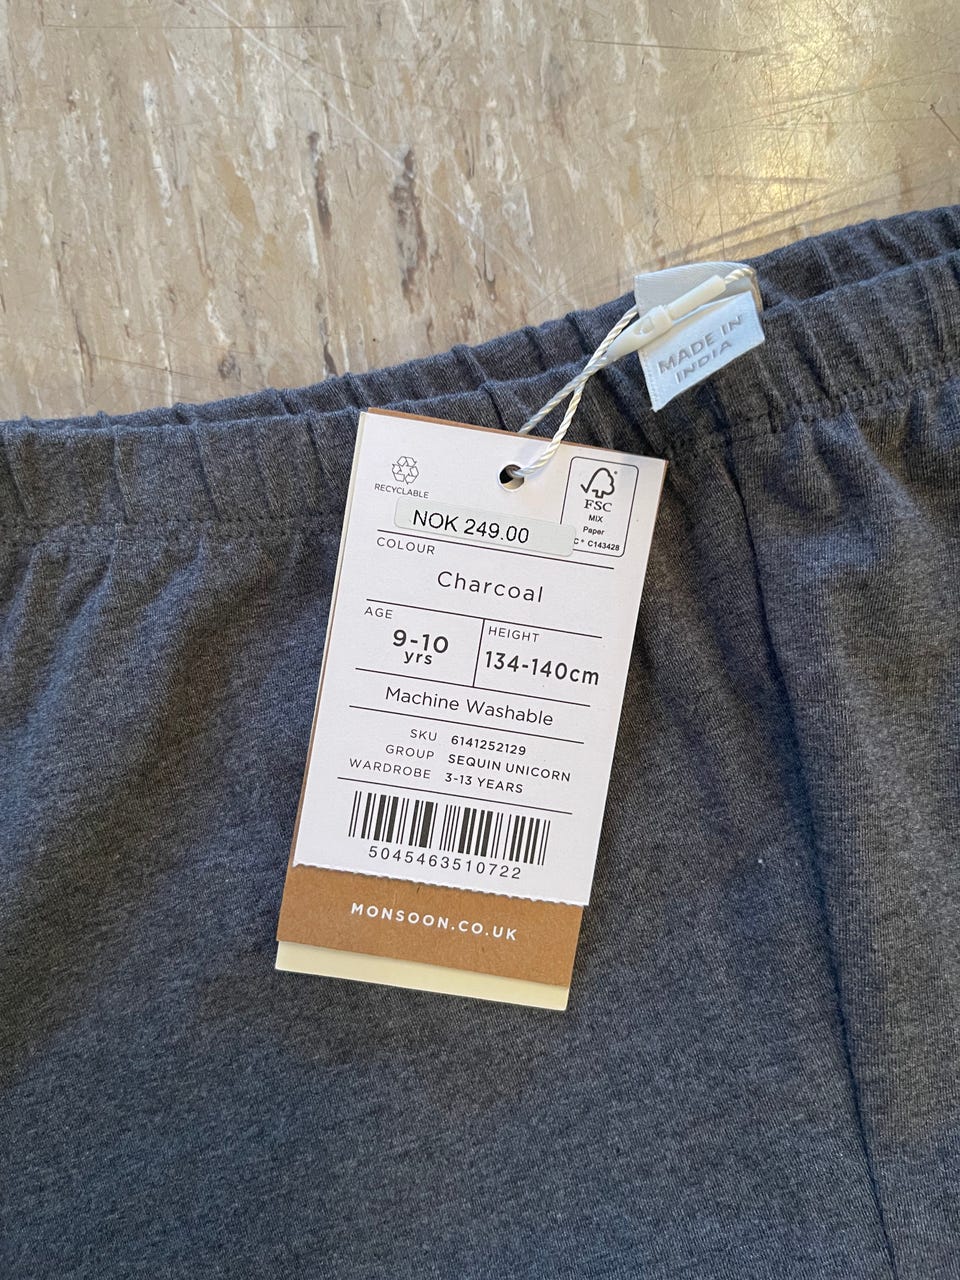 MADE IN
INDIA
RECYCLABLE
FSC
MIX
Paper
C® C143428
NOK 249.00
COLOUR
Charcoal
AGE
9-10
yrs
HEIGHT
134-140cm
Machine Washable
SKU 6141252129
GROUP SEQUIN UNICORN
WARDROBE 3-13 YEARS
5045463510722
MONSOON.CO.UK